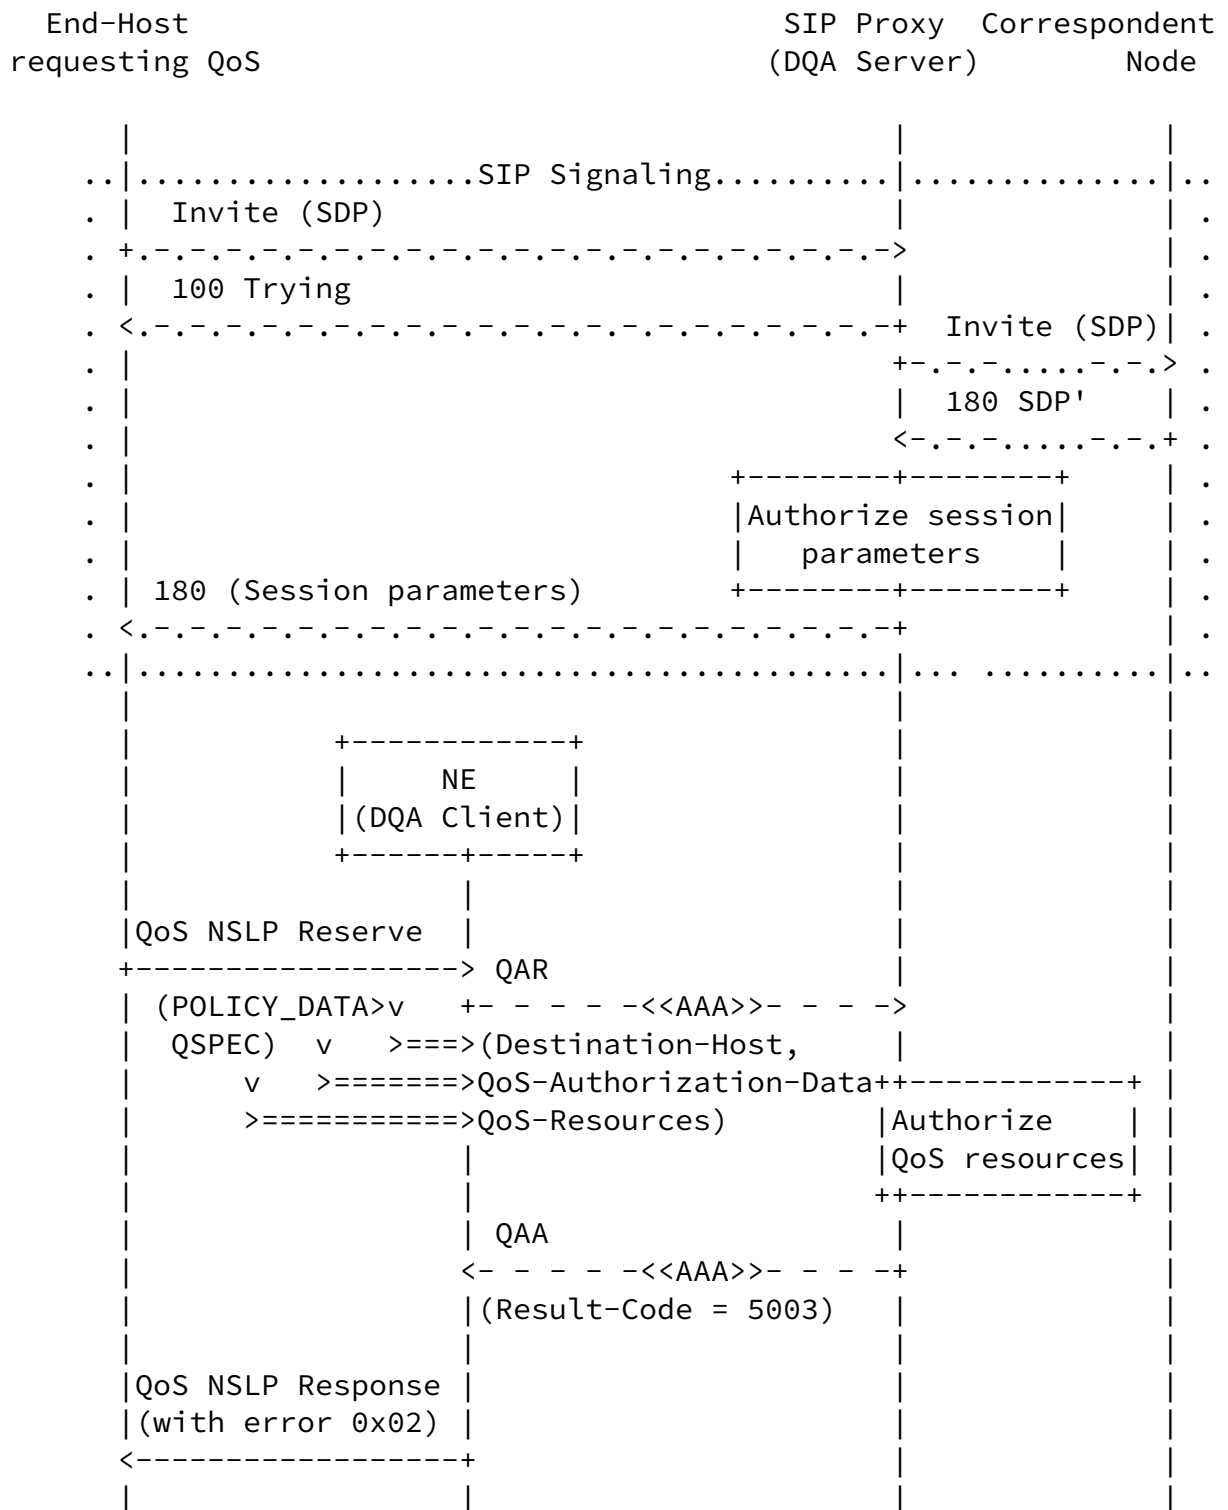 End-Host SIP Proxy Correspondent
requesting QoS (DQA Server) Node
SIP Signaling
Invite (SDP)
100 Trying
Invite (SDP)
180 SDP'
Authorize session
parameters
180 (Session parameters)
NE
(DQA Client)
QoS NSLP Reserve
QAR
(POLICY_DATA>v <<AAA>>
QSPEC) v >===>(Destination-Host,
v >=======>QoS-Authorization-Data
>===========>QoS-Resources) Authorize
QoS resources
QAA
<<AAA>>
(Result-Code = 5003)
QoS NSLP Response
(with error 0x02)